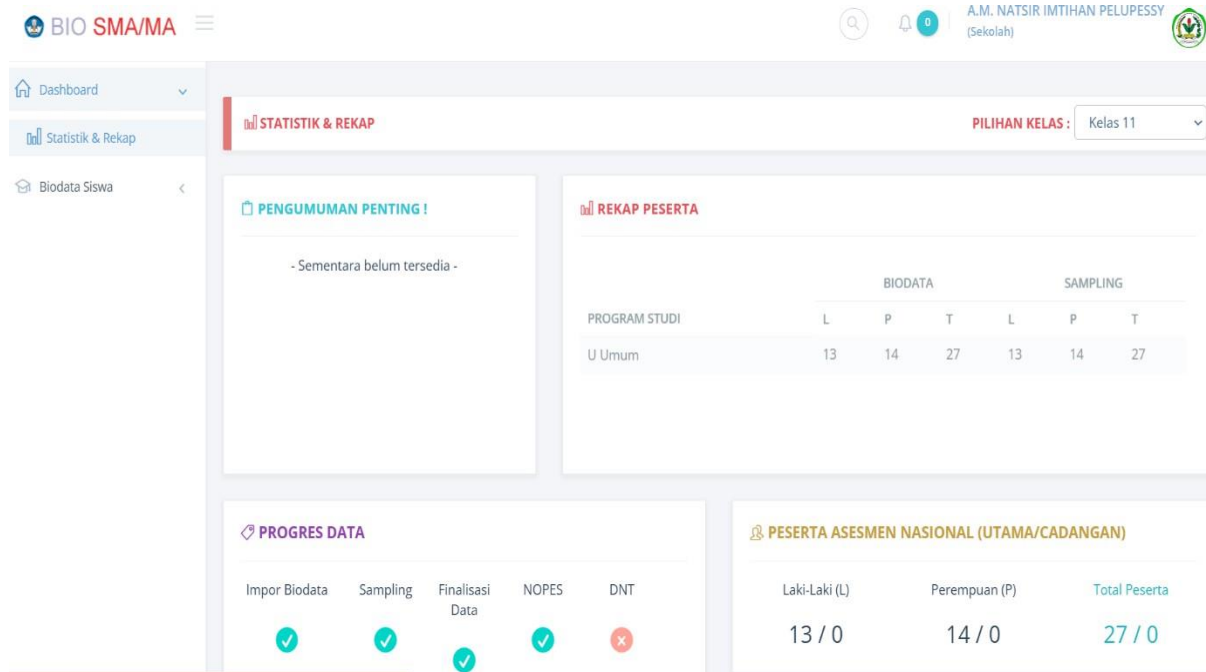 BIO SMA/MA
0
A.M. NATSIR IMTIHAN PELUPESSY
(Sekolah)
Dashboard
Statistik & Rekap
Biodata Siswa
STATISTIK & REKAP
PILIHAN KELAS : Kelas 11
PENGUMUMAN PENTING !
- Sementara belum tersedia -
REKAP PESERTA
BIODATA SAMPLING
PROGRAM STUDI L P T L P T
U Umum 13 14 27 13 14 27
PROGRES DATA
Impor Biodata Sampling Finalisasi Data NOPES DNT
PESERTA ASESMEN NASIONAL (UTAMA/CADANGAN)
Laki-Laki (L) Perempuan (P) Total Peserta
13 / 0 14 / 0 27 / 0